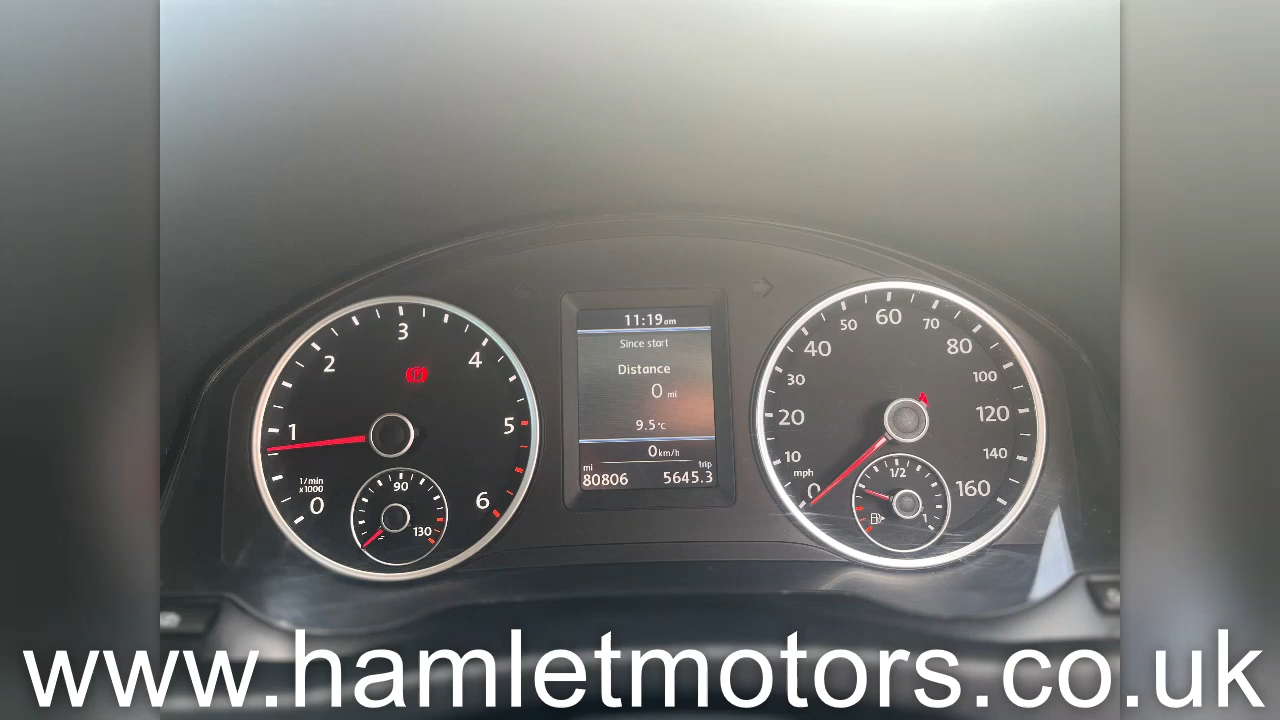 11:19am
Since start
Distance
0 mi
9.5°C
0km/h
mi trip
80806 5645.3
1/min
x1000
0 1 2 3 4 5 6
90
130
mph
0 10 20 30 40 50 60 70 80 100 120 140 160
1/2
1
www.hamletmotors.co.uk